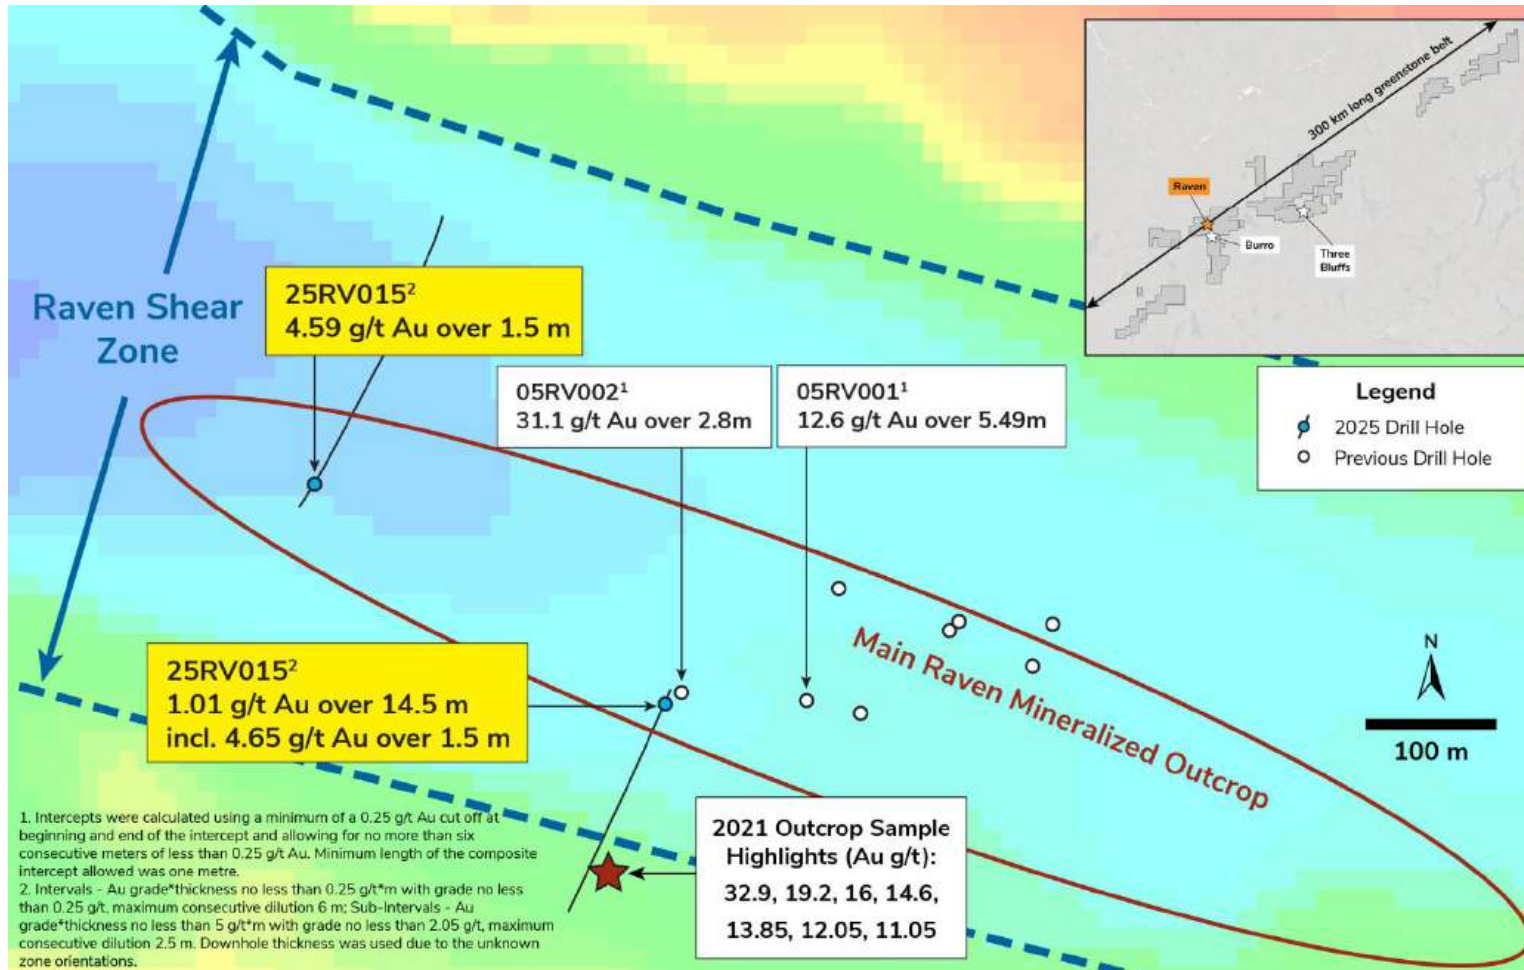 300 km long greenstone belt
Raven
Burro
Three
Bluffs
Raven Shear
Zone
25RV015²
4.59 g/t Au over 1.5 m
05RV002¹
31.1 g/t Au over 2.8m
05RV001¹
12.6 g/t Au over 5.49m
Legend
2025 Drill Hole
Previous Drill Hole
25RV015²
1.01 g/t Au over 14.5 m
incl. 4.65 g/t Au over 1.5 m
Main Raven Mineralized Outcrop
N
100 m
2021 Outcrop Sample
Highlights (Au g/t):
32.9, 19.2, 16, 14.6,
13.85, 12.05, 11.05
1. Intercepts were calculated using a minimum of a 0.25 g/t Au cut off at
beginning and end of the intercept and allowing for no more than six
consecutive meters of less than 0.25 g/t Au. Minimum length of the composite
intercept allowed was one metre.
2. Intervals - Au grade*thickness no less than 0.25 g/t*m with grade no less
than 0.25 g/t, maximum consecutive dilution 6 m; Sub-Intervals - Au
grade*thickness no less than 5 g/t*m with grade no less than 2.05 g/t, maximum
consecutive dilution 2.5 m. Downhole thickness was used due to the unknown
zone orientations.